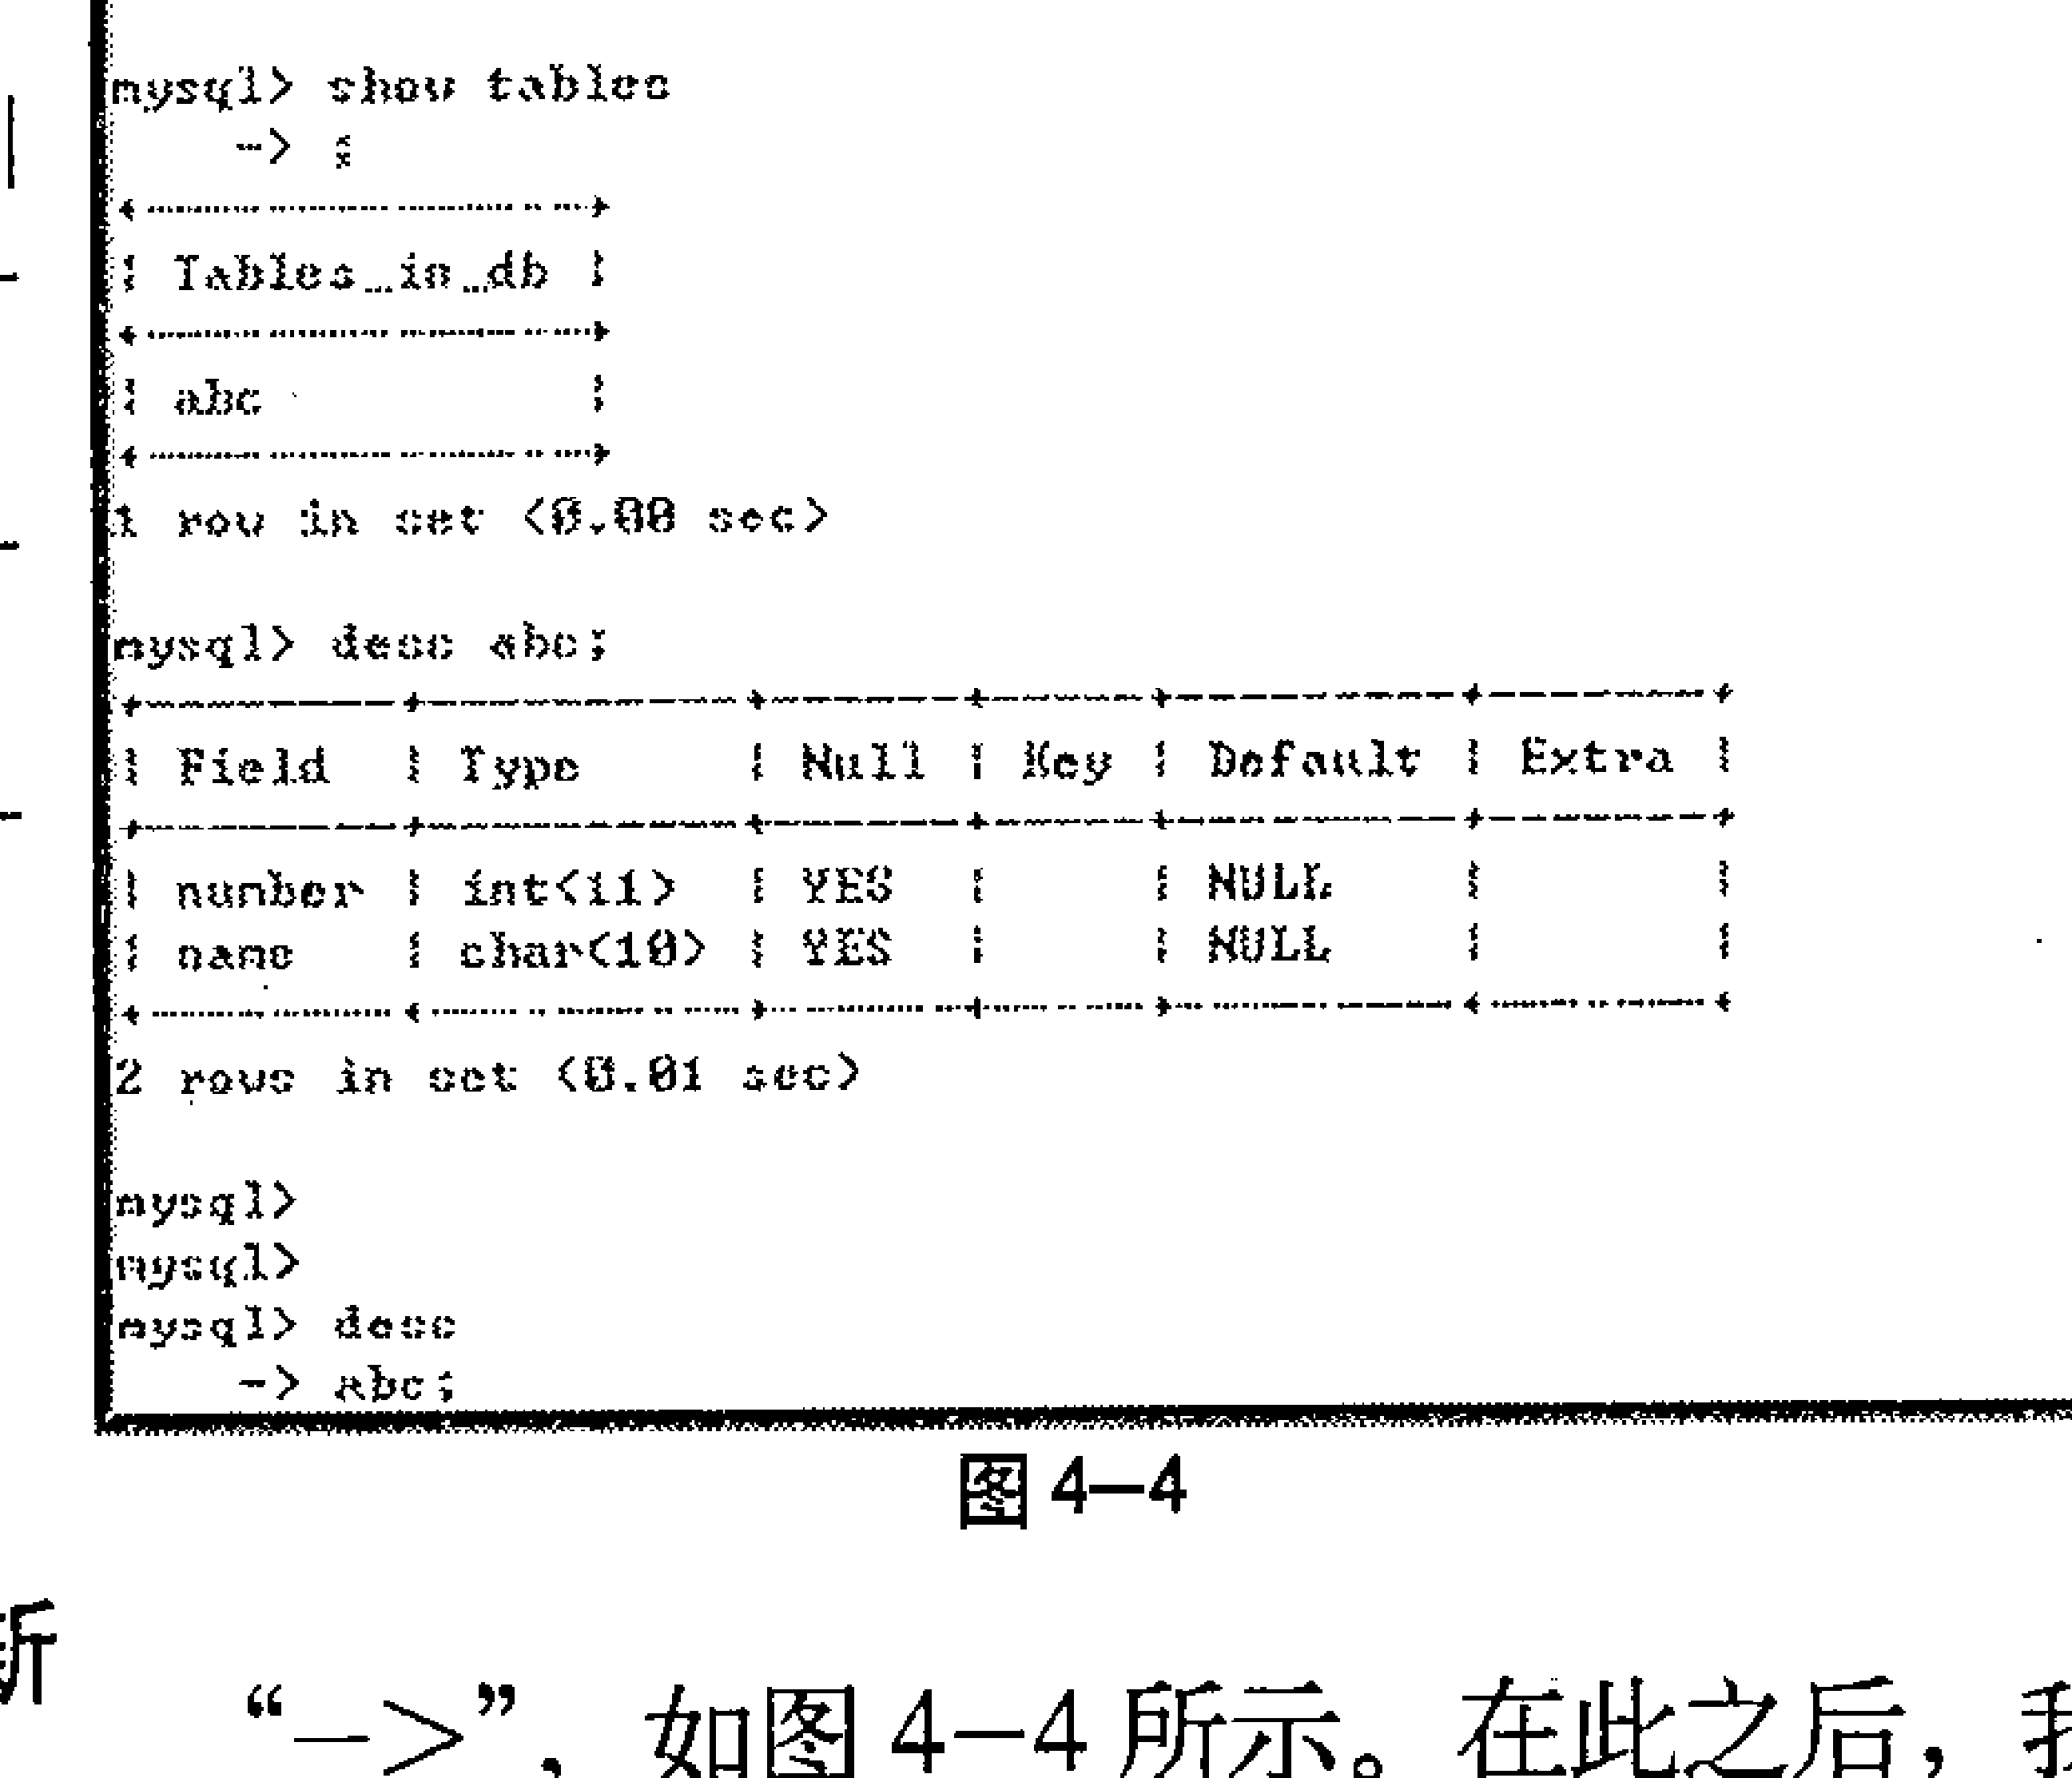 mysql> show tables
-> ;
+--------------+
| Tables_in_db |
+--------------+
| abc          |
+--------------+
1 row in set (0.00 sec)
mysql> desc abc;
+--------+----------+------+-----+---------+-------+
| Field  | Type     | Null | Key | Default | Extra |
+--------+----------+------+-----+---------+-------+
| number | int(11)  | YES  |     | NULL    |       |
| name   | char(10) | YES  |     | NULL    |       |
+--------+----------+------+-----+---------+-------+
2 rows in set (0.01 sec)
mysql>
mysql>
mysql> desc
-> abc;
图 4—4
“—>”，如图 4—4 所示。在此之后，